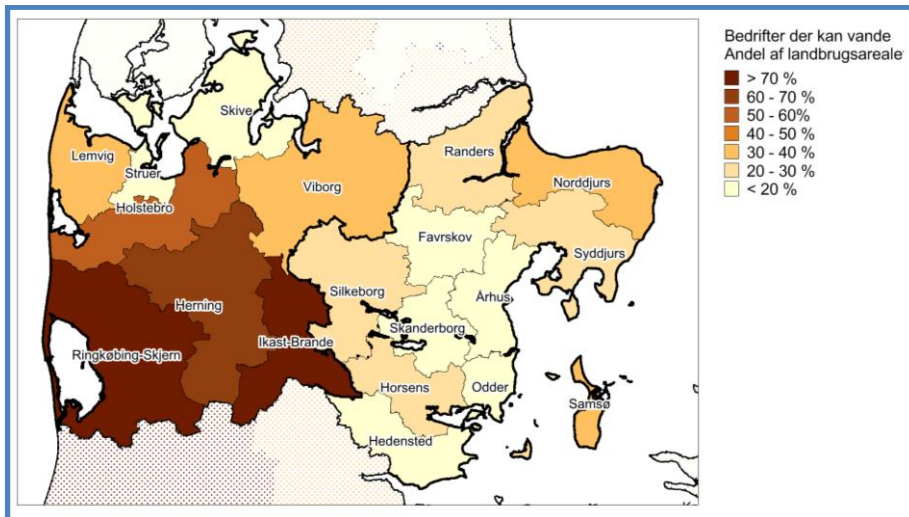 Bedrifter der kan vande
Andel af landbrugsareale
> 70 %
60 - 70 %
50 - 60%
40 - 50 %
30 - 40 %
20 - 30 %
< 20 %
Skive
Lemvig
Struer
Holstebro
Viborg
Randers
Norddjurs
Favrskov
Syddjurs
Silkeborg
Århus
Herning
Skanderborg
Ikast-Brande
Ringkøbing-Skjern
Horsens
Odder
Samsø
Hedensted